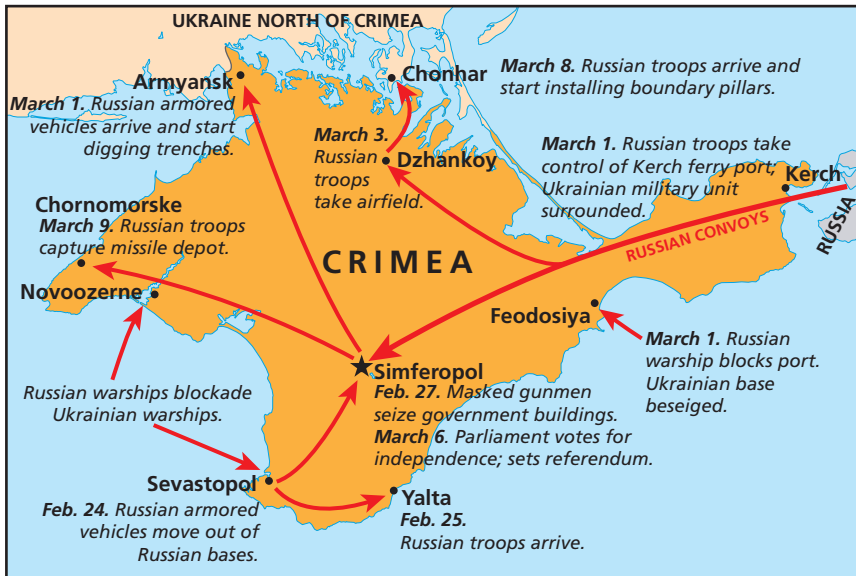 UKRAINE NORTH OF CRIMEA
Armyansk
March 1. Russian armored
vehicles arrive and start
digging trenches.
Chonhar
March 8. Russian troops arrive and
start installing boundary pillars.
March 3.
Russian
troops
take airfield.
Dzhankoy
March 1. Russian troops take
control of Kerch ferry port;
Ukrainian military unit
surrounded.
Kerch
RUSSIA
RUSSIAN CONVOYS
Chornomorske
March 9. Russian troops
capture missile depot.
Novoozerne
CRIMEA
Feodosiya
March 1. Russian
warship blocks port.
Ukrainian base
beseiged.
Russian warships blockade
Ukrainian warships.
Simferopol
Feb. 27. Masked gunmen
seize government buildings.
March 6. Parliament votes for
independence; sets referendum.
Sevastopol
Feb. 24. Russian armored
vehicles move out of
Russian bases.
Yalta
Feb. 25.
Russian troops arrive.